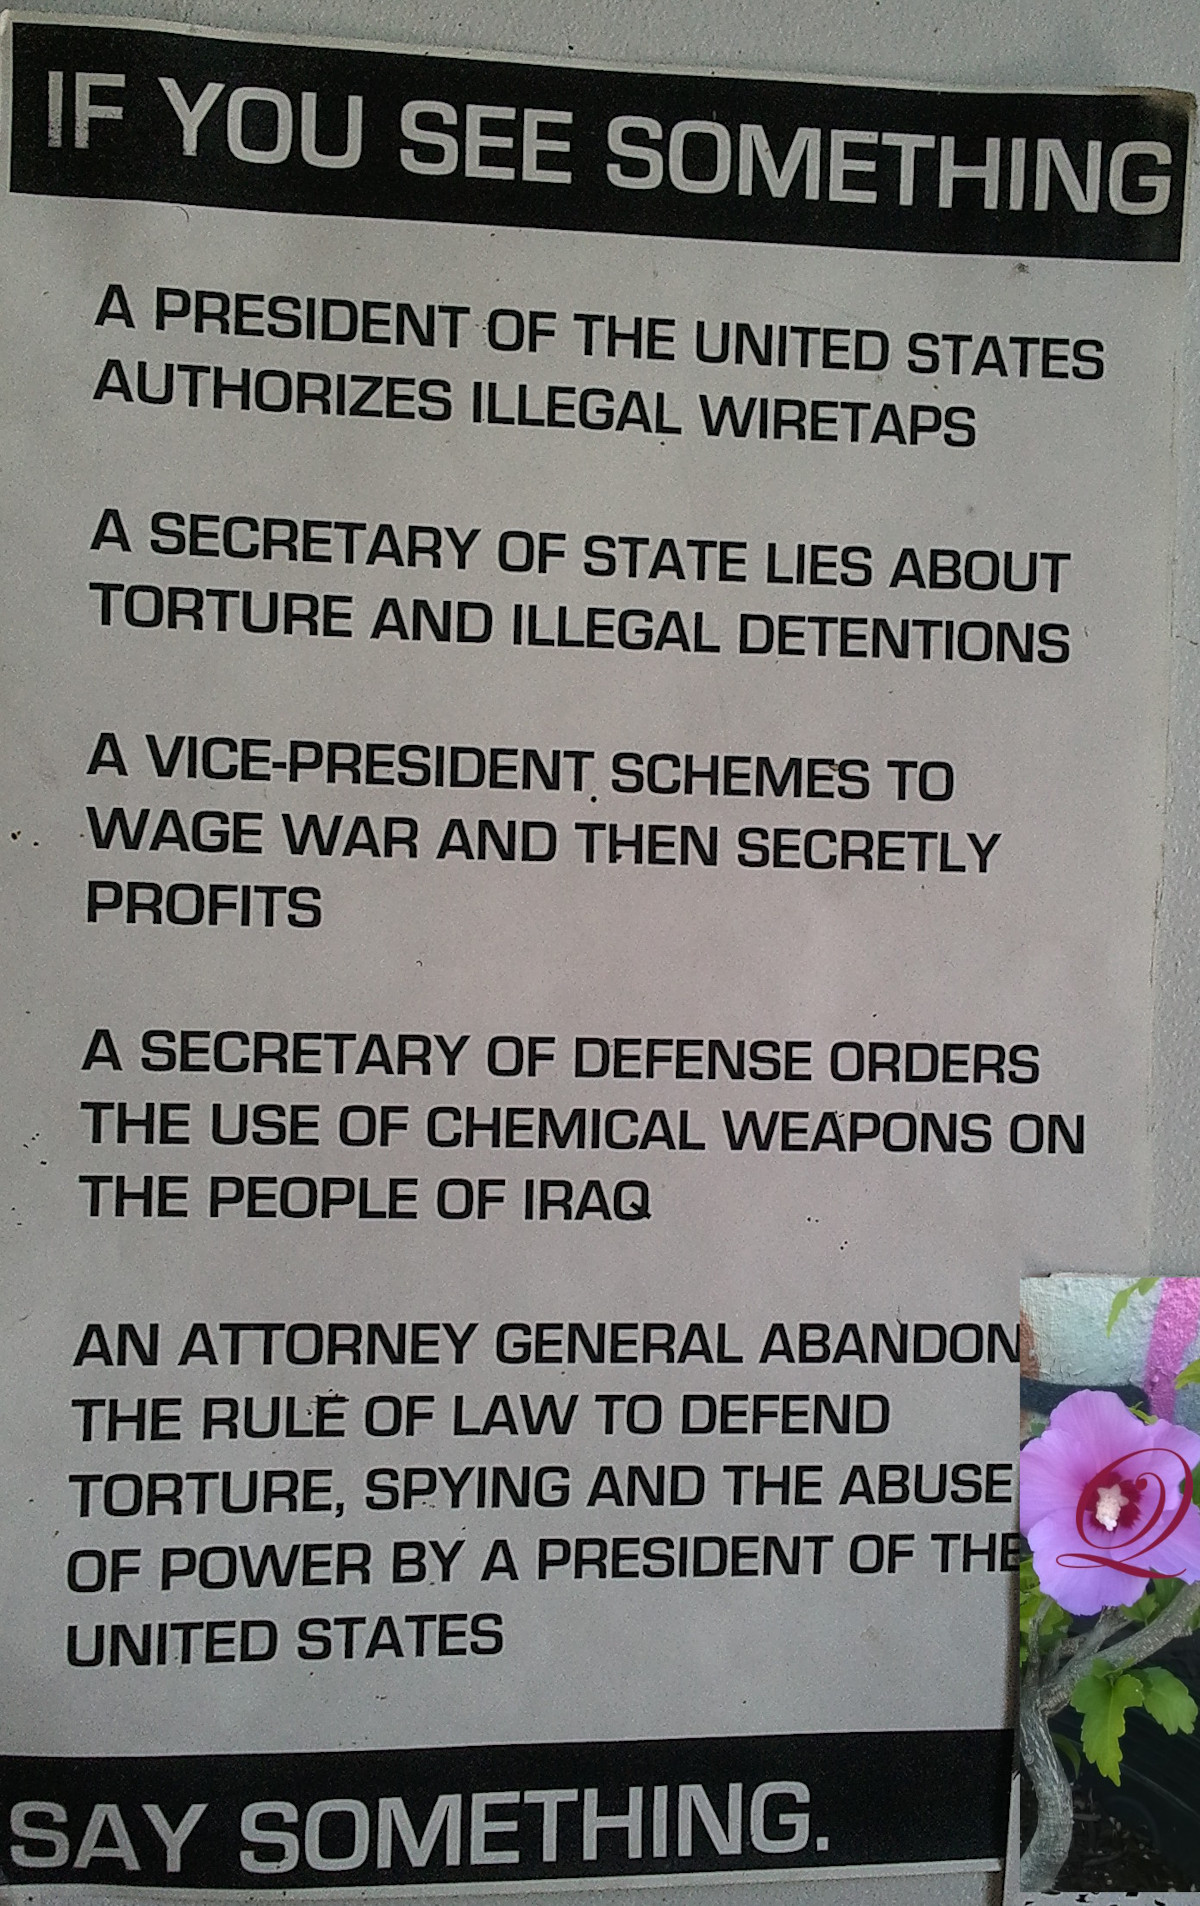 IF YOU SEE SOMETHING
A PRESIDENT OF THE UNITED STATES
AUTHORIZES ILLEGAL WIRETAPS
A SECRETARY OF STATE LIES ABOUT
TORTURE AND ILLEGAL DETENTIONS
A VICE-PRESIDENT SCHEMES TO
WAGE WAR AND THEN SECRETLY
PROFITS
A SECRETARY OF DEFENSE ORDERS
THE USE OF CHEMICAL WEAPONS ON
THE PEOPLE OF IRAQ
AN ATTORNEY GENERAL ABANDON
THE RULE OF LAW TO DEFEND
TORTURE, SPYING AND THE ABUSE
OF POWER BY A PRESIDENT OF THE
UNITED STATES
Q
SAY SOMETHING.